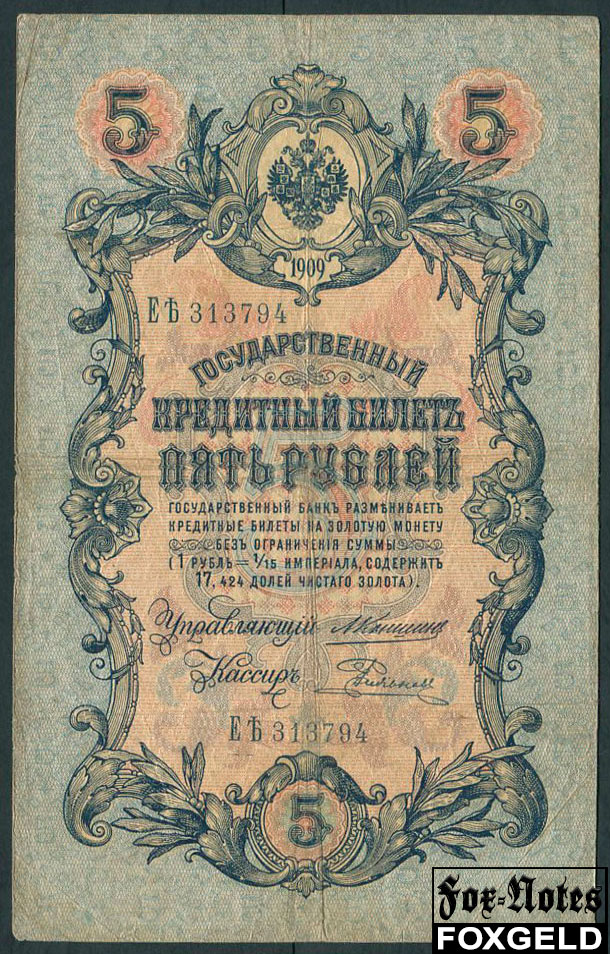 5 5
1909
ЕѢ 313794
ГОСУДАРСТВЕННЫЙ
КРЕДИТНЫЙ БИЛЕТЪ
ПЯТЬ РУБЛЕЙ
ГОСУДАРСТВЕННЫЙ БАНКЪ РАЗМѢНИВАЕТЪ
КРЕДИТНЫЕ БИЛЕТЫ НА ЗОЛОТУЮ МОНЕТУ
БЕЗЪ ОГРАНИЧЕНІЯ СУММЫ
(1 РУБЛЬ = 1/15 ИМПЕРІАЛА, СОДЕРЖИТЪ
17,424 ДОЛЕЙ ЧИСТАГО ЗОЛОТА).
Управляющій
Кассиръ
ЕѢ 313794
5
Fox-Notes
FOXGELD